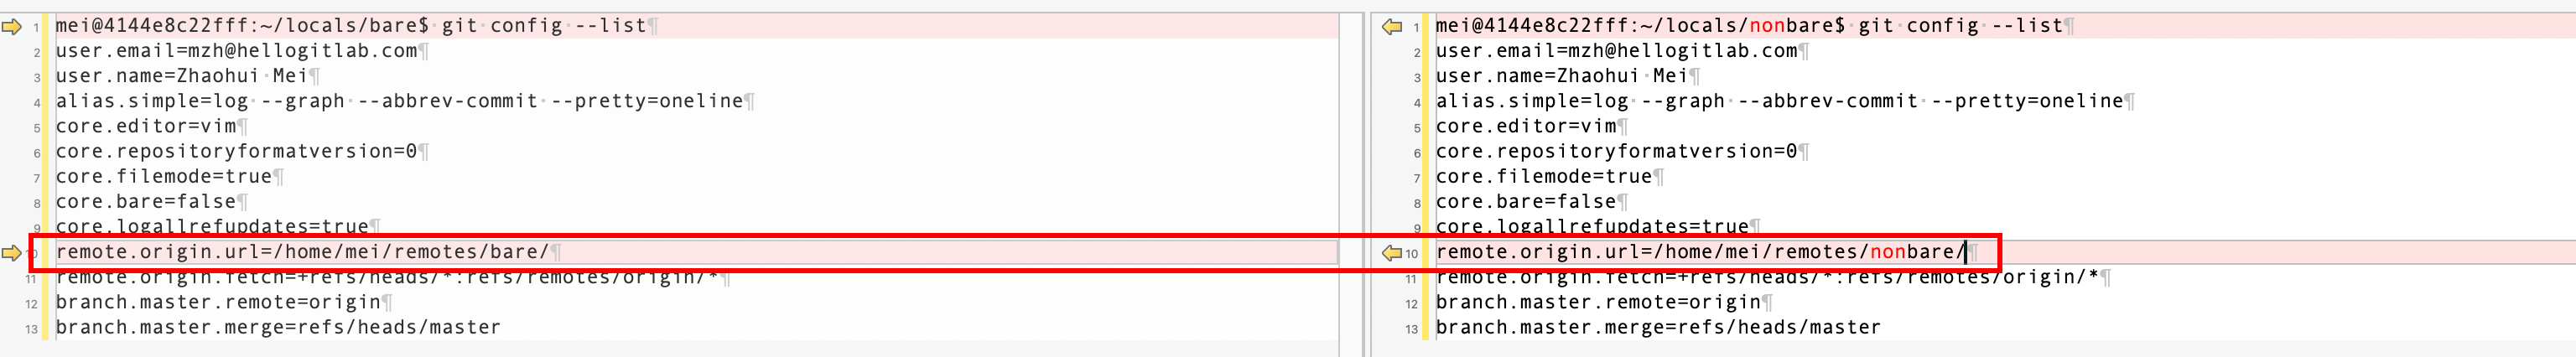 1 mei@4144e8c22fff:~/locals/bare$ git config --list¶
2 user.email=mzh@hellogitlab.com¶
3 user.name=Zhaohui·Mei¶
4 alias.simple=log·--graph·--abbrev-commit·--pretty=oneline¶
5 core.editor=vim¶
6 core.repositoryformatversion=0¶
7 core.filemode=true¶
8 core.bare=false¶
9 core.logallrefupdates=true¶
10 remote.origin.url=/home/mei/remotes/bare/¶
11 remote.origin.fetch=+refs/heads/*:refs/remotes/origin/*¶
12 branch.master.remote=origin¶
13 branch.master.merge=refs/heads/master
1 mei@4144e8c22fff:~/locals/nonbare$·git·config·--list¶
2 user.email=mzh@hellogitlab.com¶
3 user.name=Zhaohui·Mei¶
4 alias.simple=log·--graph·--abbrev-commit·--pretty=oneline¶
5 core.editor=vim¶
6 core.repositoryformatversion=0¶
7 core.filemode=true¶
8 core.bare=false¶
9 core.logallrefupdates=true¶
10 remote.origin.url=/home/mei/remotes/nonbare/¶
11 remote.origin.fetch=+refs/heads/*:refs/remotes/origin/*¶
12 branch.master.remote=origin¶
13 branch.master.merge=refs/heads/master